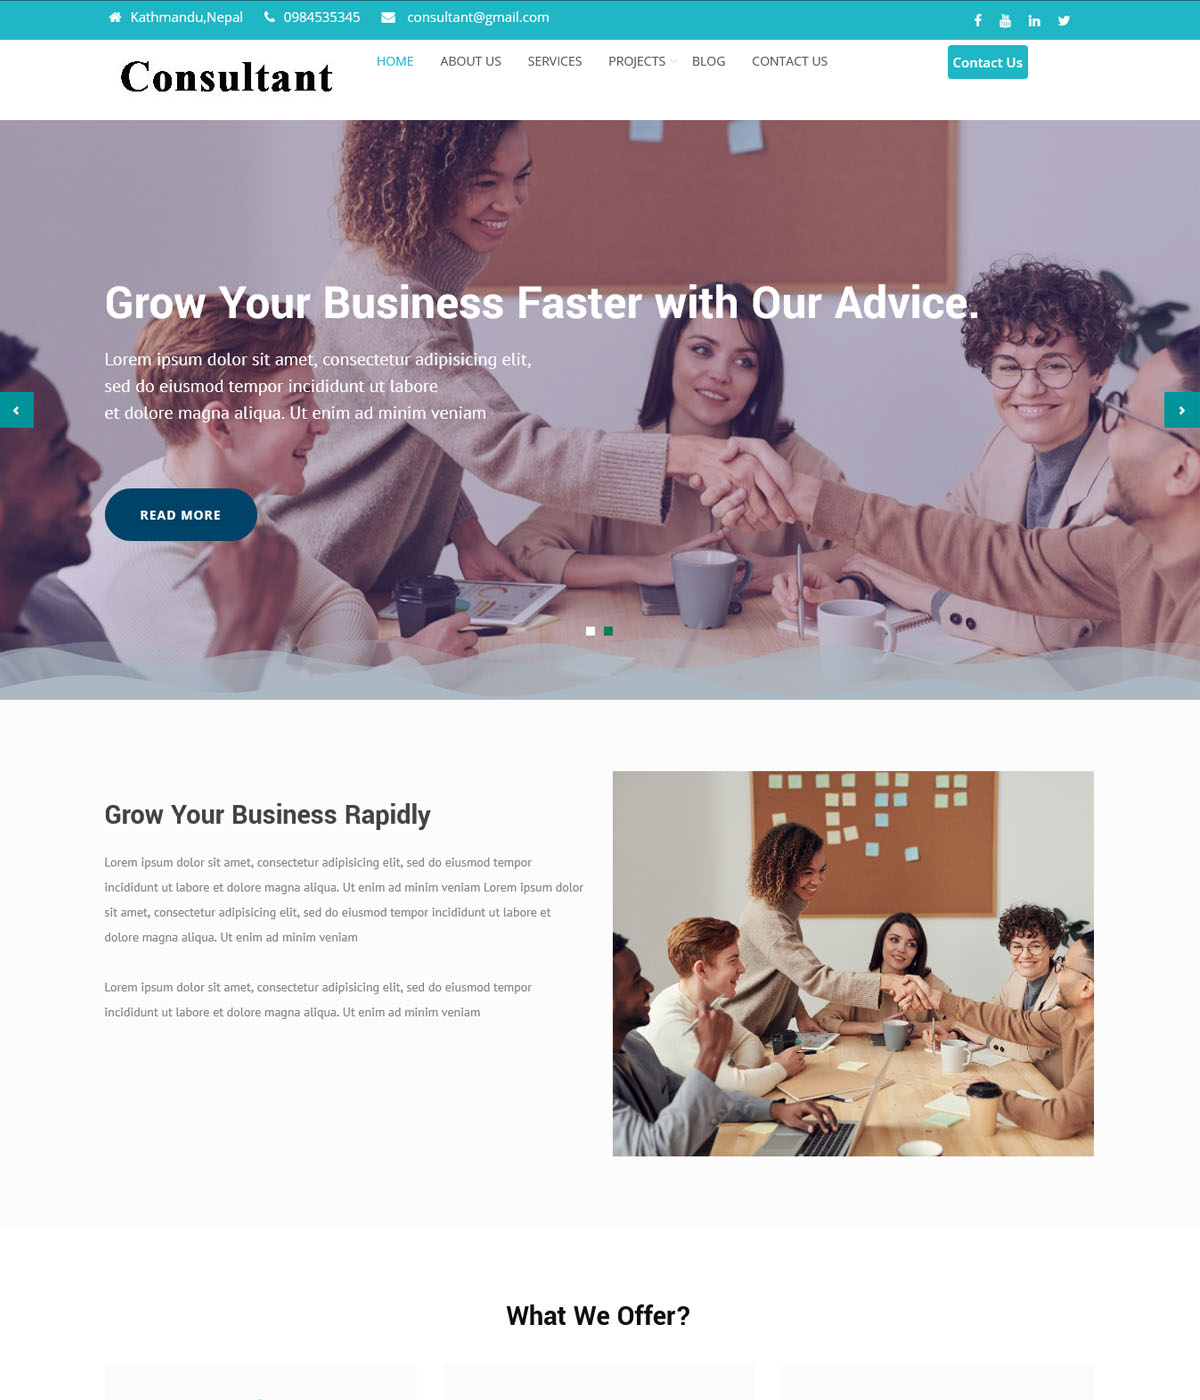 Kathmandu,Nepal 0984535345 consultant@gmail.com
Consultant HOME ABOUT US SERVICES PROJECTS BLOG CONTACT US Contact Us
Grow Your Business Faster with Our Advice.
Lorem ipsum dolor sit amet, consectetur adipisicing elit,
sed do eiusmod tempor incididunt ut labore
et dolore magna aliqua. Ut enim ad minim veniam
READ MORE
Grow Your Business Rapidly
Lorem ipsum dolor sit amet, consectetur adipisicing elit, sed do eiusmod tempor
incididunt ut labore et dolore magna aliqua. Ut enim ad minim veniam Lorem ipsum dolor
sit amet, consectetur adipisicing elit, sed do eiusmod tempor incididunt ut labore et
dolore magna aliqua. Ut enim ad minim veniam
Lorem ipsum dolor sit amet, consectetur adipisicing elit, sed do eiusmod tempor
incididunt ut labore et dolore magna aliqua. Ut enim ad minim veniam
What We Offer?